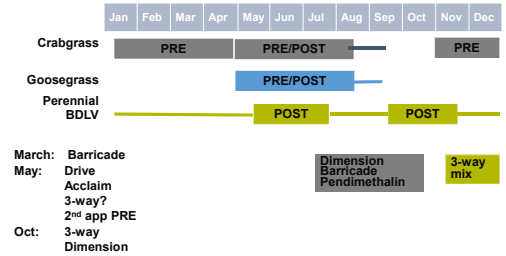 Jan Feb Mar Apr May Jun Jul Aug Sep Oct Nov Dec
Crabgrass PRE PRE/POST PRE
Goosegrass PRE/POST
Perennial
BDLV POST POST
March: Barricade
May: Drive
Acclaim
3-way?
2nd app PRE
Oct: 3-way
Dimension
Dimension
Barricade
Pendimethalin
3-way
mix